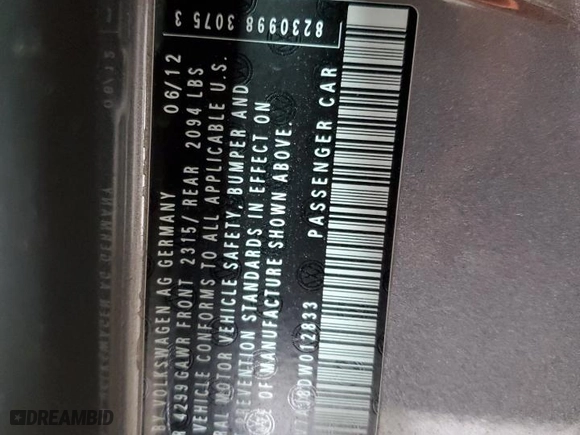 VOLKSWAGEN AG GERMANY 06/12
4299 GAWR FRONT 2315/ REAR 2094 LBS
VEHICLE CONFORMS TO ALL APPLICABLE U.S.
MOTOR VEHICLE SAFETY, BUMPER AND
STANDARDS IN EFFECT ON
OF MANUFACTURE SHOWN ABOVE.
8DW012833 PASSENGER CAR
8230998 3075 3
DREAMBID